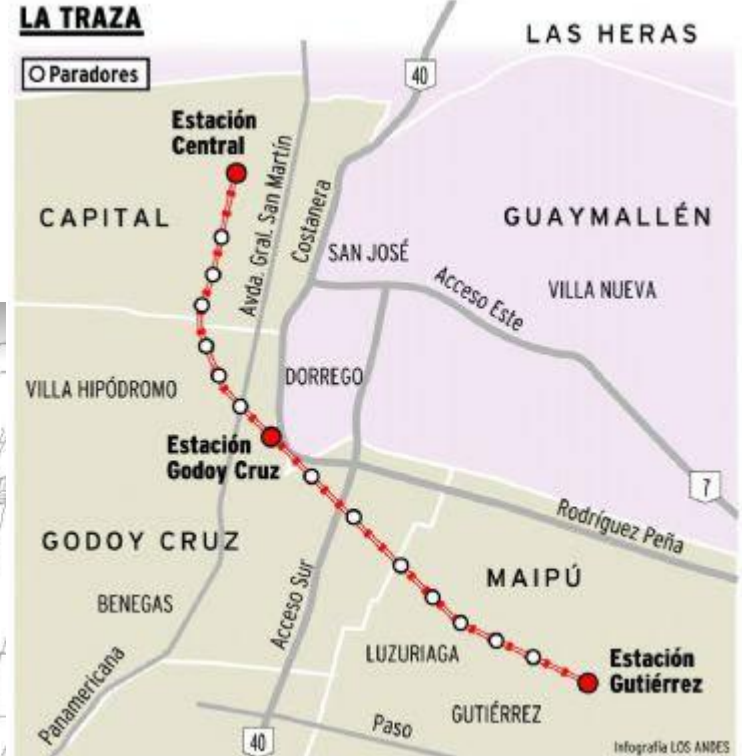 LA TRAZA
Paradores
LAS HERAS
40
Estación
Central
Avda. Gral. San Martín
Costanera
CAPITAL
GUAYMALLÉN
SAN JOSÉ
Acceso Este
VILLA NUEVA
VILLA HIPÓDROMO
DORREGO
Estación
Godoy Cruz
7
Rodríguez Peña
GODOY CRUZ
MAIPÚ
Acceso Sur
BENEGAS
LUZURIAGA
Estación
Gutiérrez
Panamericana
GUTIÉRREZ
Paso
40
Infografía LOS ANDES